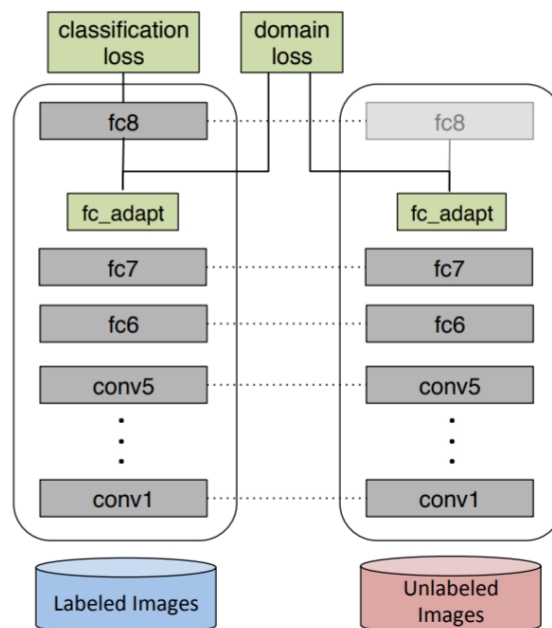 classification
loss
domain
loss
fc8
fc8
fc_adapt
fc_adapt
fc7
fc7
fc6
fc6
conv5
conv5
conv1
conv1
Labeled Images
Unlabeled
Images